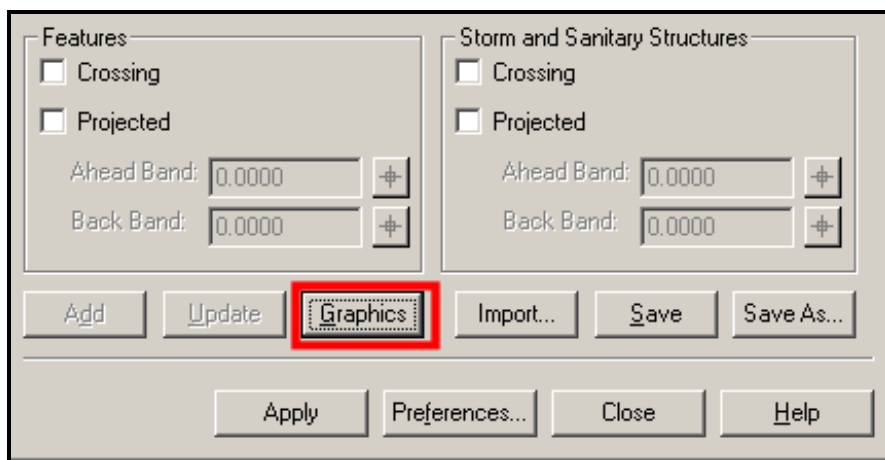 Features
Crossing
Projected
Ahead Band: 0.0000
Back Band: 0.0000
Storm and Sanitary Structures
Crossing
Projected
Ahead Band: 0.0000
Back Band: 0.0000
Add Update Graphics Import... Save Save As...
Apply Preferences... Close Help